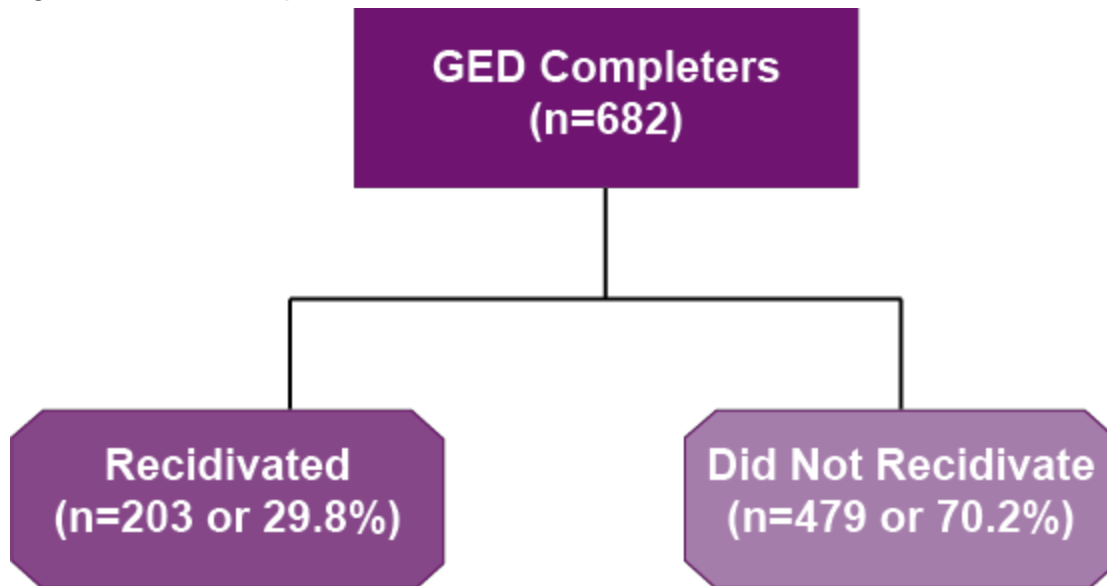 GED Completers
(n=682)
Recidivated
(n=203 or 29.8%)
Did Not Recidivate
(n=479 or 70.2%)